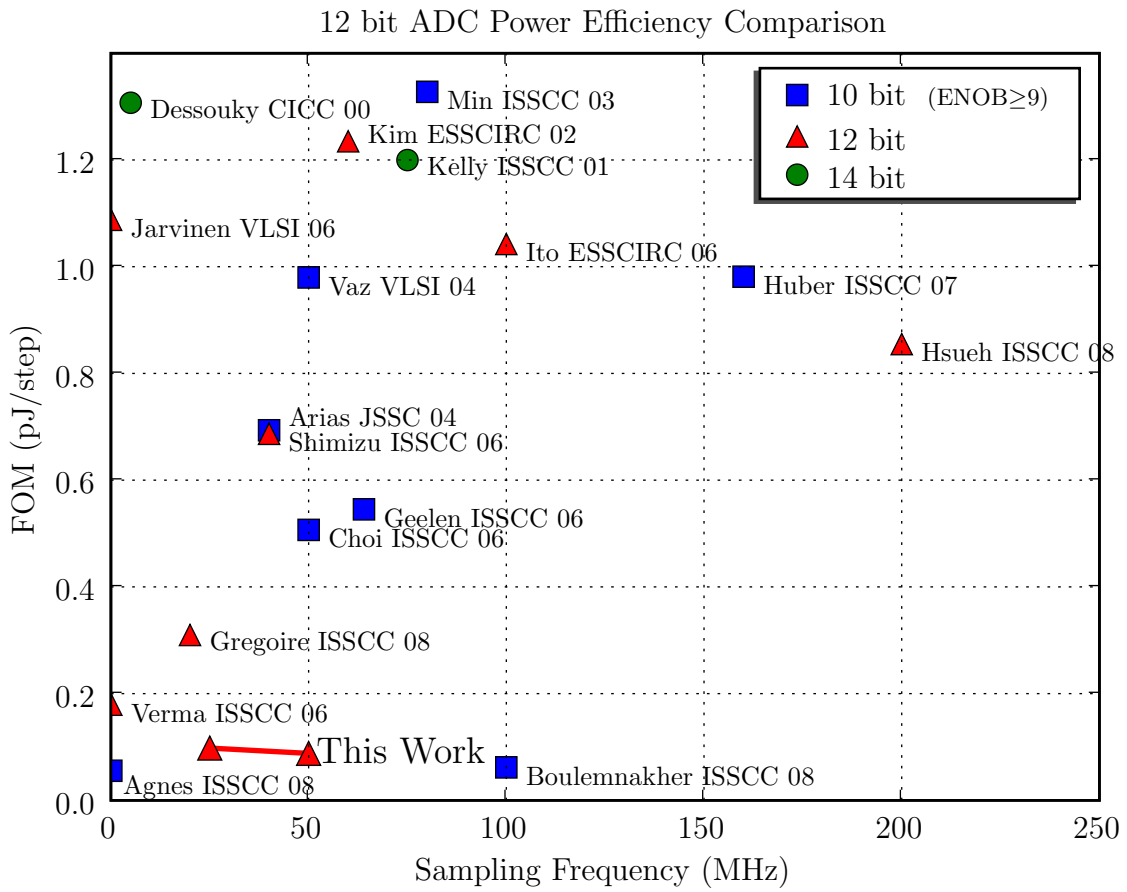 12 bit ADC Power Efficiency Comparison
10 bit (ENOB≥9)
12 bit
14 bit
Dessouky CICC 00
Min ISSCC 03
Kim ESSCIRC 02
Kelly ISSCC 01
Jarvinen VLSI 06
Ito ESSCIRC 06
Vaz VLSI 04
Huber ISSCC 07
Hsueh ISSCC 08
Arias JSSC 04
Shimizu ISSCC 06
Geelen ISSCC 06
Choi ISSCC 06
Gregoire ISSCC 08
Verma ISSCC 06
This Work
Boulemnakher ISSCC 08
Agnes ISSCC 08
FOM (pJ/step)
1.2
1.0
0.8
0.6
0.4
0.2
0.0
0 50 100 150 200 250
Sampling Frequency (MHz)